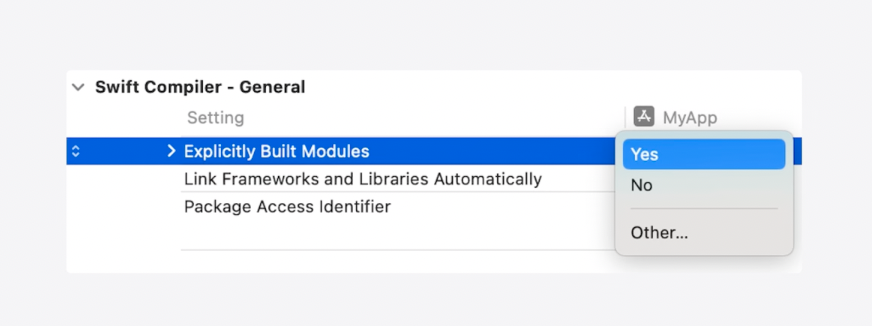 Swift Compiler - General
Setting MyApp
Explicitly Built Modules Yes
Link Frameworks and Libraries Automatically No
Package Access Identifier
Other...